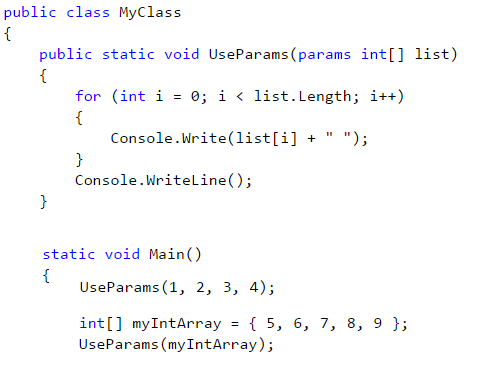 public class MyClass
{
    public static void UseParams(params int[] list)
    {
        for (int i = 0; i < list.Length; i++)
        {
            Console.Write(list[i] + " ");
        }
        Console.WriteLine();
    }
    static void Main()
    {
        UseParams(1, 2, 3, 4);
        int[] myIntArray = { 5, 6, 7, 8, 9 };
        UseParams(myIntArray);